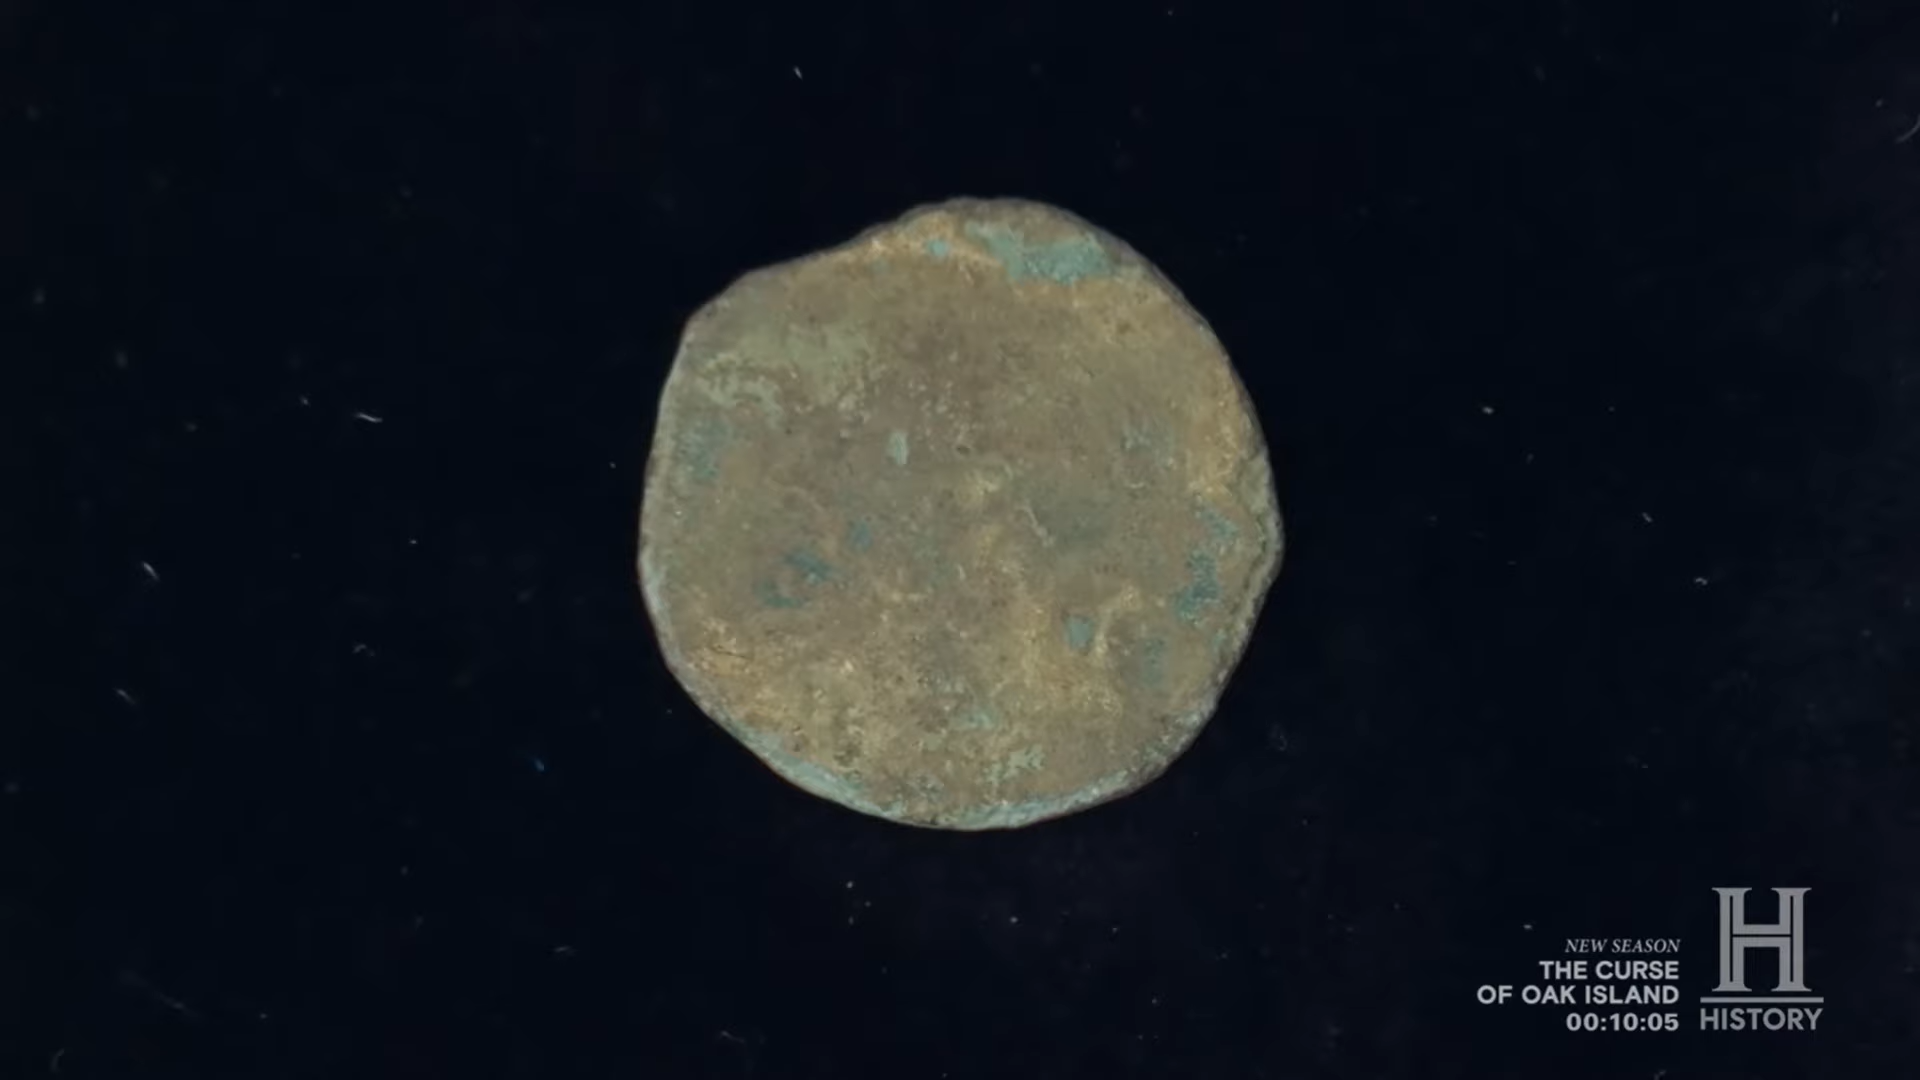 NEW SEASON
THE CURSE
OF OAK ISLAND
00:10:05
H
HISTORY